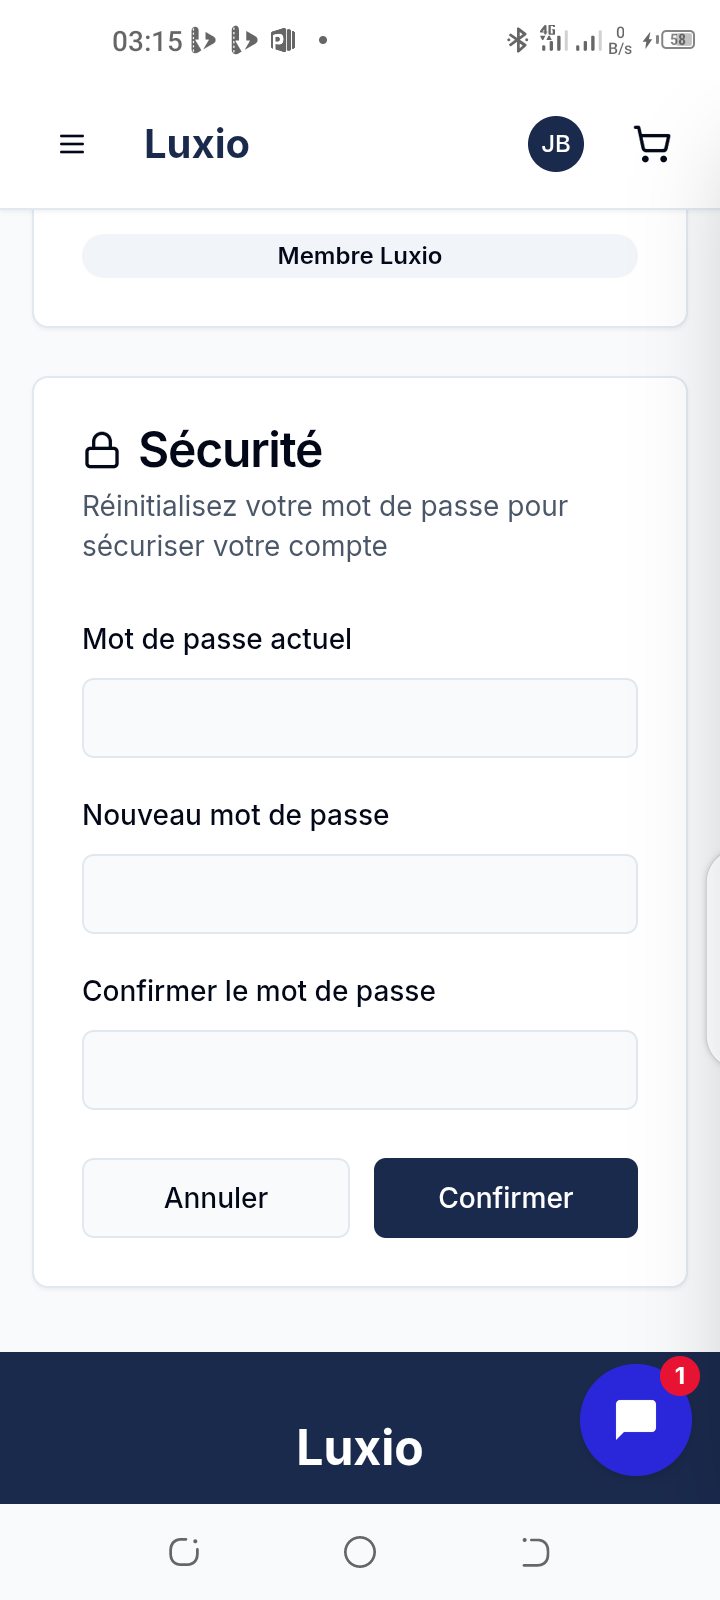 03:15
4G
0
B/s
58
Luxio
JB
Membre Luxio
Sécurité
Réinitialisez votre mot de passe pour
sécuriser votre compte
Mot de passe actuel
Nouveau mot de passe
Confirmer le mot de passe
Annuler
Confirmer
1
Luxio